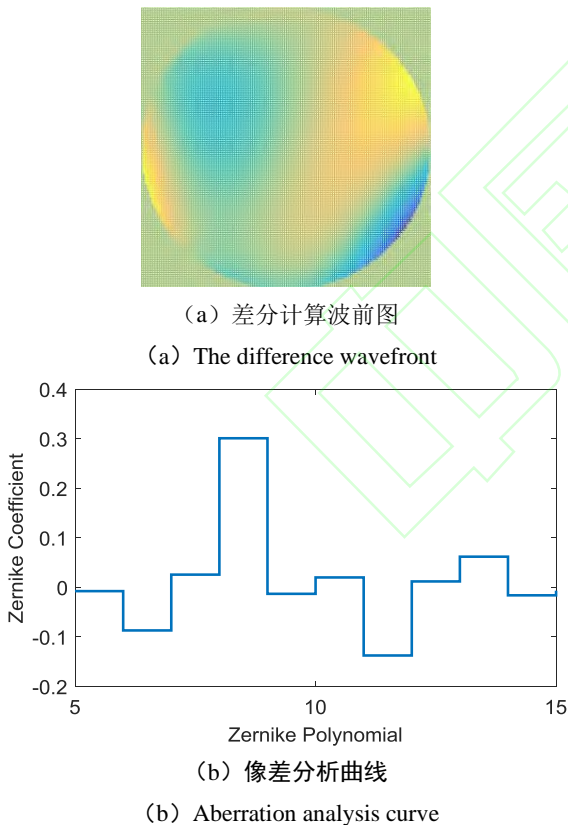 （a）差分计算波前图
（a）The difference wavefront
0.4
0.3
0.2
0.1
0
-0.1
-0.2
Zernike Coefficient
5
10
15
Zernike Polynomial
（b）像差分析曲线
（b）Aberration analysis curve